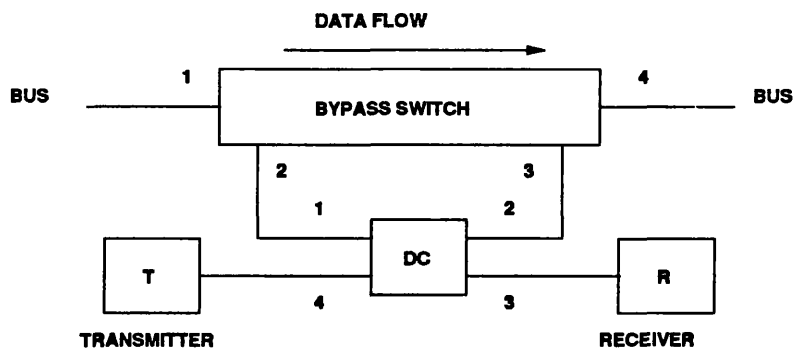 DATA FLOW
1
4
BUS
BUS
BYPASS SWITCH
2
3
1
2
DC
T
R
4
3
TRANSMITTER
RECEIVER